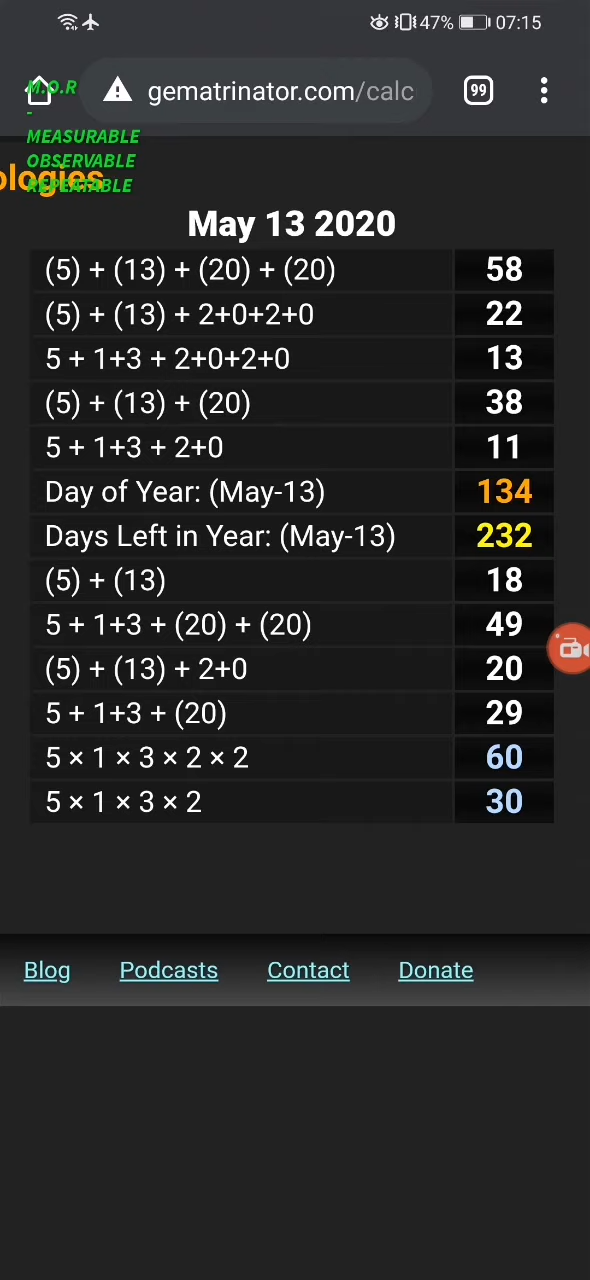 47% 07:15
M.O.R
gematrinator.com/calc
99
-
MEASURABLE
OBSERVABLE
ologies
REPEATABLE
May 13 2020
(5) + (13) + (20) + (20) 58
(5) + (13) + 2+0+2+0 22
5 + 1+3 + 2+0+2+0 13
(5) + (13) + (20) 38
5 + 1+3 + 2+0 11
Day of Year: (May-13) 134
Days Left in Year: (May-13) 232
(5) + (13) 18
5 + 1+3 + (20) + (20) 49
(5) + (13) + 2+0 20
5 + 1+3 + (20) 29
5 × 1 × 3 × 2 × 2 60
5 × 1 × 3 × 2 30
Blog Podcasts Contact Donate